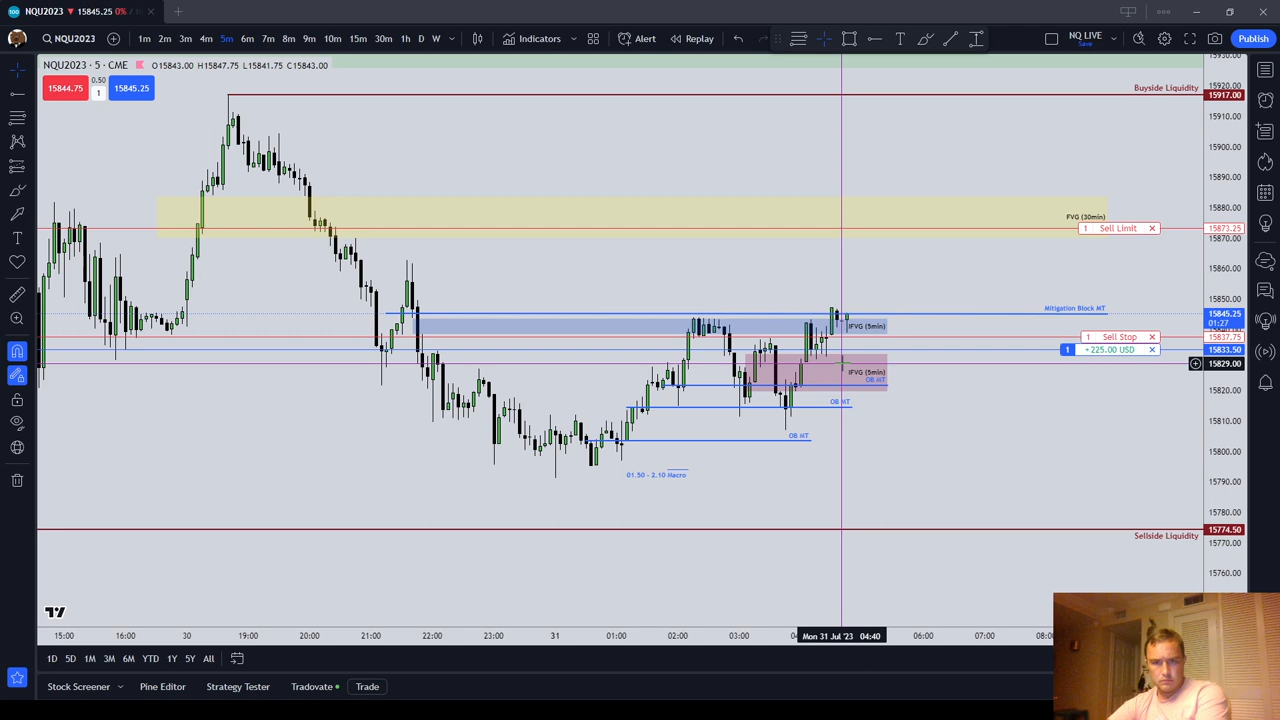 NQU2023 15845.25 0%
NQU2023
1m 2m 3m 4m 5m 6m 7m 8m 9m 10m 15m 30m 1h D W
Indicators
Alert
Replay
NQ LIVE
Save
Publish
NQU2023 · 5 · CME O15843.00 H15847.75 L15841.75 C15843.00
15844.75
0.50
1
15845.25
Buyside Liquidity
FVG (30min)
1 Sell Limit
Mitigation Block MT
IFVG (5min)
1 Sell Stop
1 +225.00 USD
IFVG (5min)
OB MT
OB MT
OB MT
01.50 - 2.10 Macro
Sellside Liquidity
15930.00
15920.00
15917.00
15910.00
15900.00
15890.00
15880.00
15873.25
15870.00
15860.00
15850.00
15845.25
01:27
15837.75
15833.50
15829.00
15820.00
15810.00
15800.00
15790.00
15780.00
15774.50
15770.00
15760.00
15:00 16:00 30 19:00 20:00 21:00 22:00 23:00 31 01:00 02:00 03:00 Mon 31 Jul '23 04:40 06:00 07:00
1D 5D 1M 3M 6M YTD 1Y 5Y All
Stock Screener Pine Editor Strategy Tester Tradovate Trade